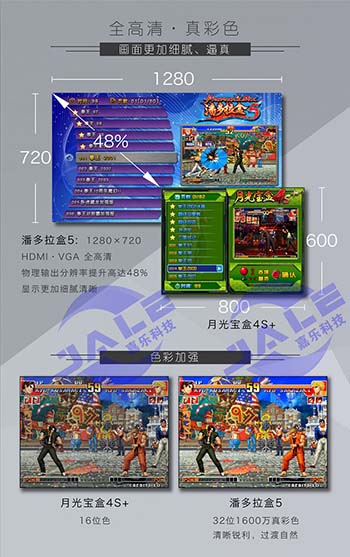 全高清·真彩色
画面更加细腻、逼真
1280
720
48%
潘多拉盒5
月光宝盒4S
600
800
确认
潘多拉盒5: 1280×720
HDMI·VGA 全高清
物理输出分辨率提升高达48%
显示更加细腻清晰
月光宝盒4S+
JALE
嘉乐科技
JALE
嘉乐科技
色彩加强
59
59
月光宝盒4S+
16位色
潘多拉盒5
32位1600万真彩色
清晰锐利，过渡自然